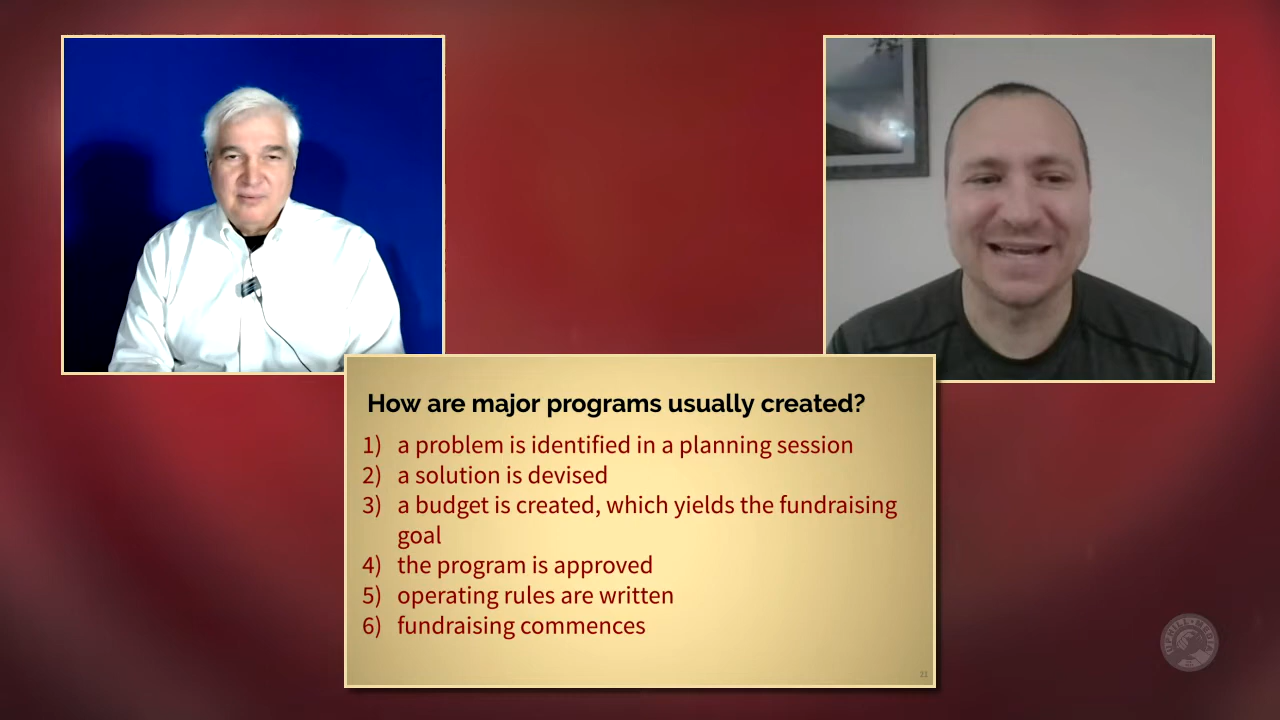 How are major programs usually created?
1) a problem is identified in a planning session
2) a solution is devised
3) a budget is created, which yields the fundraising
goal
4) the program is approved
5) operating rules are written
6) fundraising commences
31